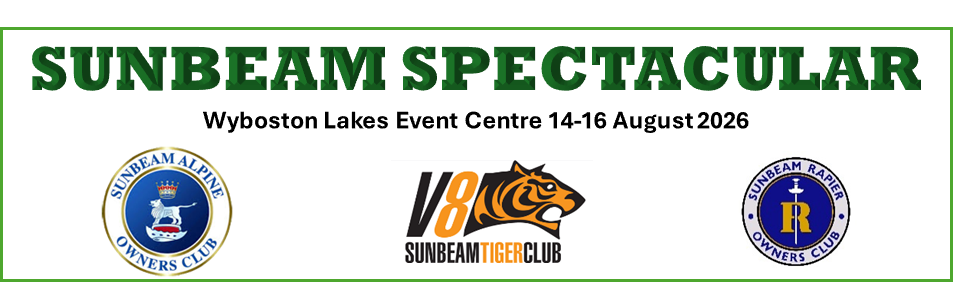 SUNBEAM SPECTACULAR
Wyboston Lakes Event Centre 14-16 August 2026
SUNBEAM ALPINE
OWNERS CLUB
V8
SUNBEAMTIGERCLUB
SUNBEAM RAPIER
R
OWNERS CLUB